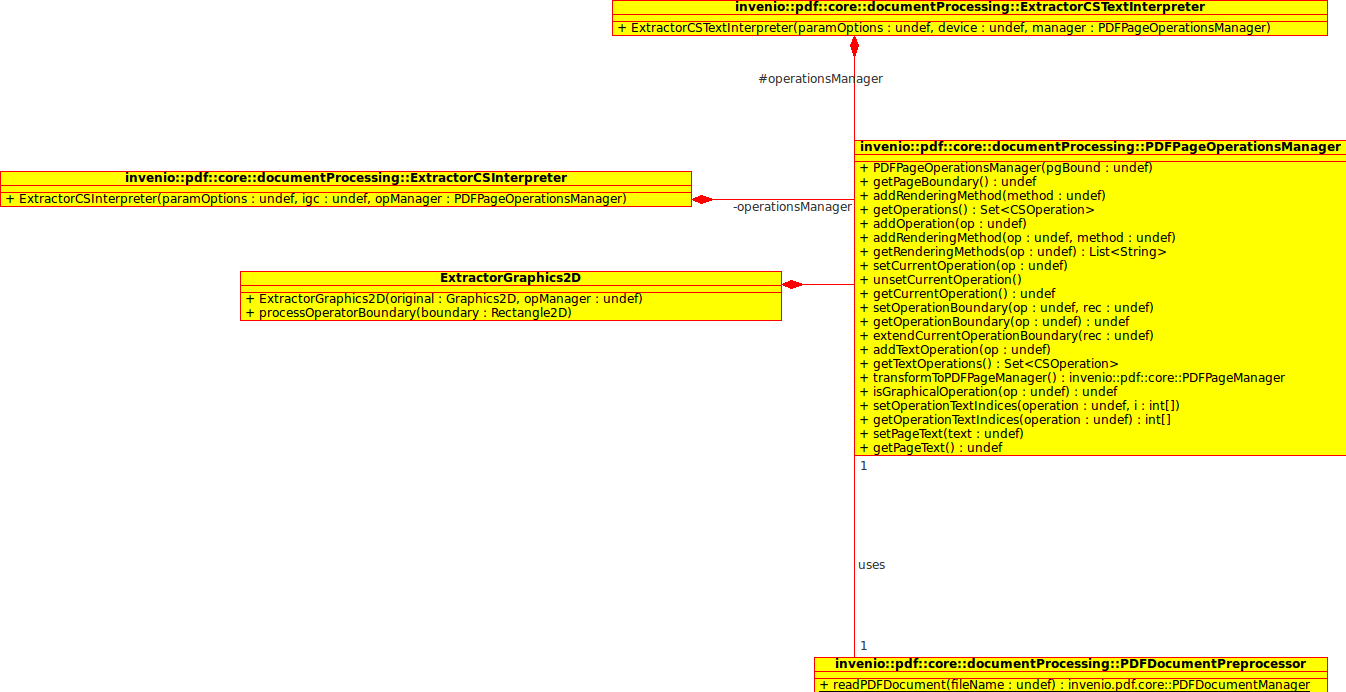 invenio::pdf::core::documentProcessing::ExtractorCSTextInterpreter
+ ExtractorCSTextInterpreter(paramOptions : undef, device : undef, manager : PDFPageOperationsManager)
#operationsManager
invenio::pdf::core::documentProcessing::PDFPageOperationsManager
+ PDFPageOperationsManager(pgBound : undef)
+ getPageBoundary() : undef
+ addRenderingMethod(method : undef)
+ getOperations() : Set<CSOperation>
+ addOperation(op : undef)
+ addRenderingMethod(op : undef, method : undef)
+ getRenderingMethods(op : undef) : List<String>
+ setCurrentOperation(op : undef)
+ unsetCurrentOperation()
+ getCurrentOperation() : undef
+ setOperationBoundary(op : undef, rec : undef)
+ getOperationBoundary(op : undef) : undef
+ extendCurrentOperationBoundary(rec : undef)
+ addTextOperation(op : undef)
+ getTextOperations() : Set<CSOperation>
+ transformToPDFPageManager() : invenio::pdf::core::PDFPageManager
+ isGraphicalOperation(op : undef) : undef
+ setOperationTextIndices(operation : undef, i : int[])
+ getOperationTextIndices(operation : undef) : int[]
+ setPageText(text : undef)
+ getPageText() : undef
invenio::pdf::core::documentProcessing::ExtractorCSInterpreter
+ ExtractorCSInterpreter(paramOptions : undef, igc : undef, opManager : PDFPageOperationsManager)
-operationsManager
ExtractorGraphics2D
+ ExtractorGraphics2D(original : Graphics2D, opManager : undef)
+ processOperatorBoundary(boundary : Rectangle2D)
1
uses
1
invenio::pdf::core::documentProcessing::PDFDocumentPreprocessor
+ readPDFDocument(fileName : undef) : invenio.pdf.core::PDFDocumentManager